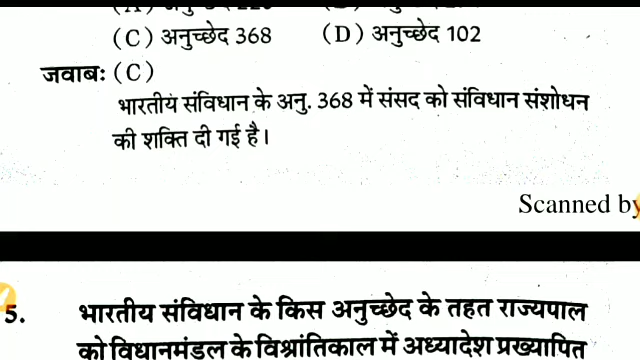 (C) अनुच्छेद 368 (D) अनुच्छेद 102
जवाबः (C)
भारतीय संविधान के अनु. 368 में संसद को संविधान संशोधन
की शक्ति दी गई है।
Scanned by
5. भारतीय संविधान के किस अनुच्छेद के तहत राज्यपाल
को विधानमंडल के विश्रांतिकाल में अध्यादेश प्रख्यापित